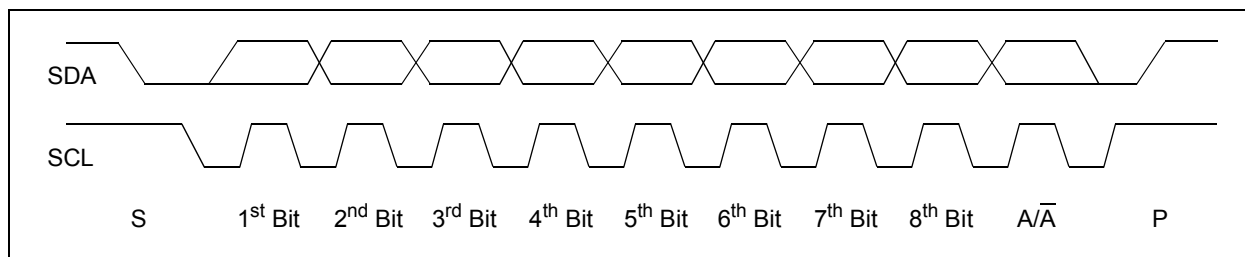 SDA
SCL
S 1st Bit 2nd Bit 3rd Bit 4th Bit 5th Bit 6th Bit 7th Bit 8th Bit A/A̅ P